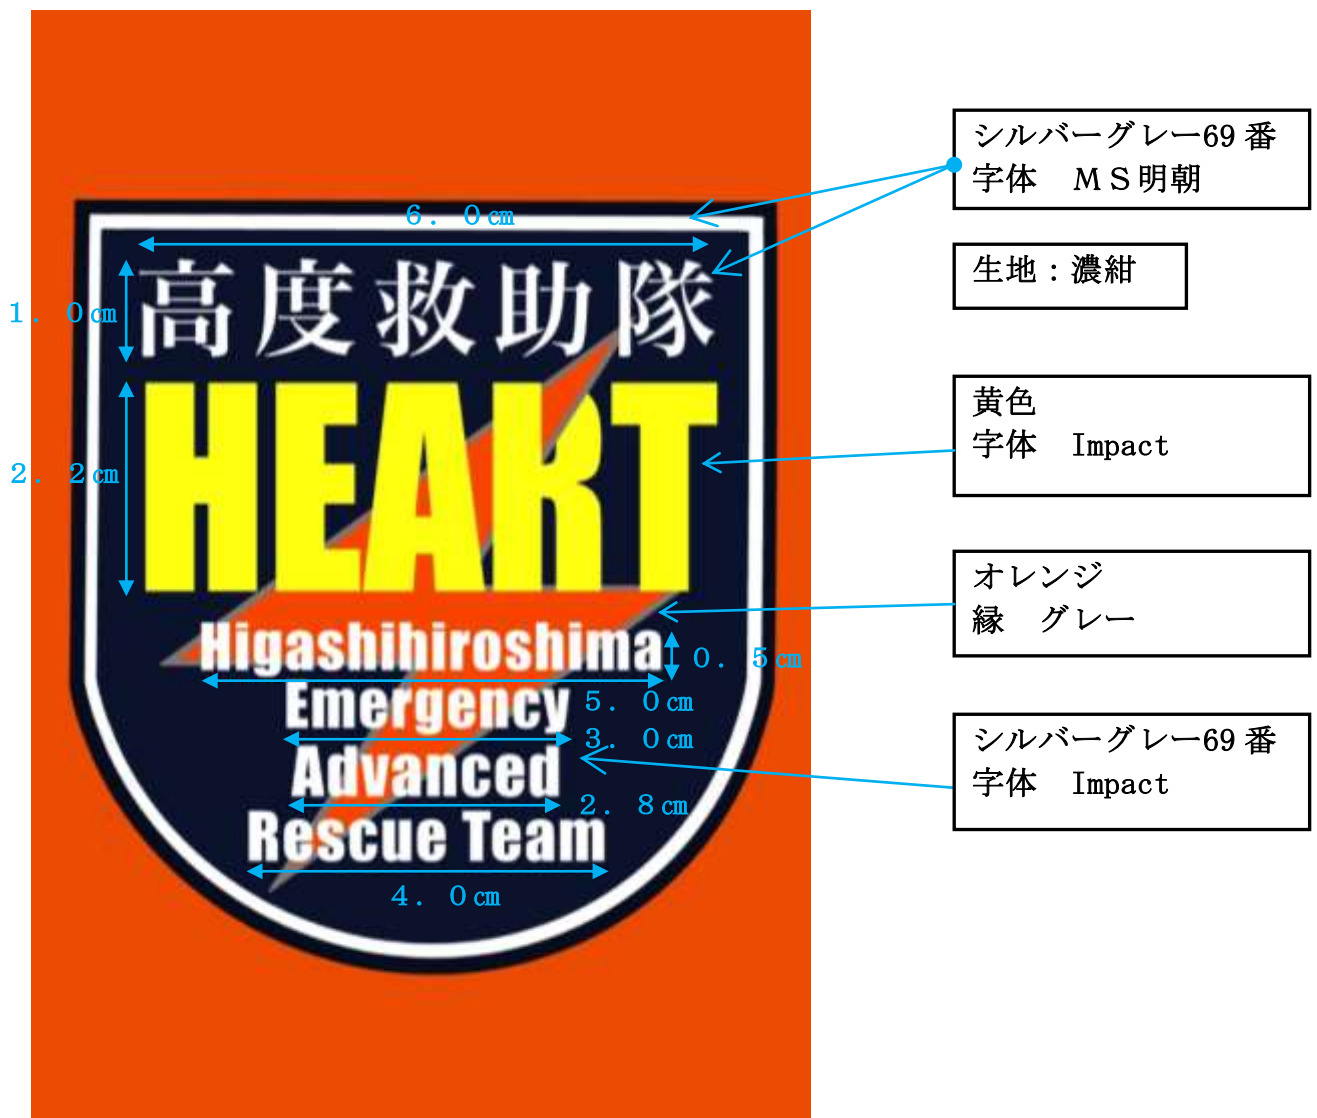 シルバーグレー69番
字体　ＭＳ明朝
6．0㎝
生地：濃紺
1．0㎝
高度救助隊
黄色
字体　Impact
2．2㎝
HEART
オレンジ
縁　グレー
Higashihiroshima
0．5㎝
Emergency
5．0㎝
3．0㎝
シルバーグレー69番
字体　Impact
Advanced
2．8㎝
Rescue Team
4．0㎝